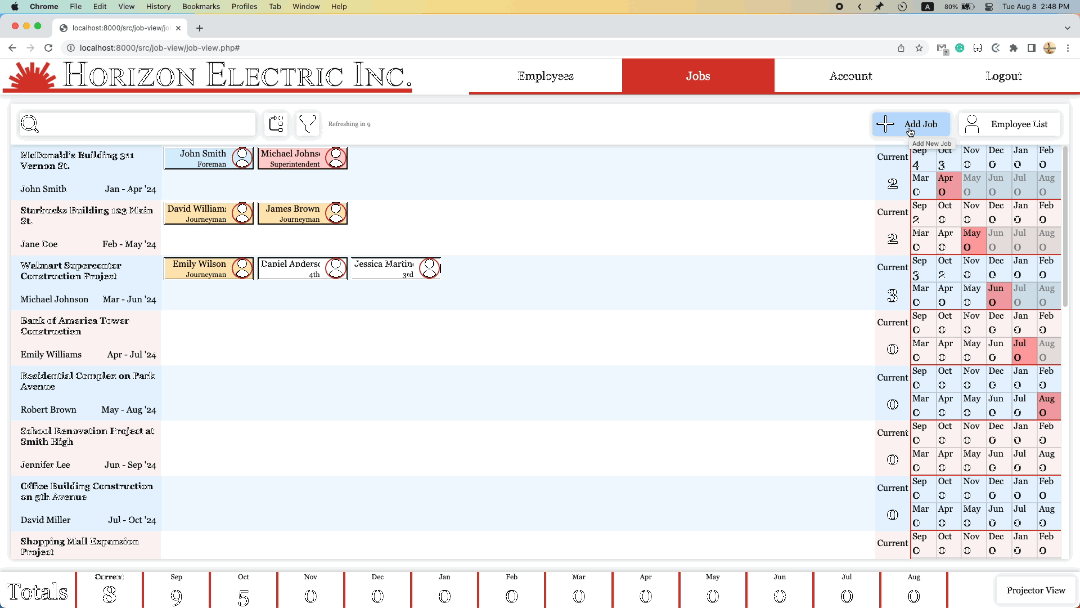 Chrome File Edit View History Bookmarks Profiles Tab Window Help A 80% Tue Aug 8 2:48 PM
localhost:8000/src/job-view/jo
localhost:8000/src/job-view/job-view.php#
HORIZON ELECTRIC INC. Employees Jobs Account Logout
Refreshing in 9 Add Job Employee List
Add New Job
McDonald's Building 311 Vernon St.
John Smith Jan - Apr '24
John Smith Foreman
Michael Johns Superintendent
Current 2
Sep Oct Nov Dec Jan Feb
4 3 0 0 0 0
Mar Apr May Jun Jul Aug
0 0 0 0 0 0
Starbucks Building 123 Main St.
Jane Doe Feb - May '24
David William Journeyman
James Brown Journeyman
Current 2
Sep Oct Nov Dec Jan Feb
2 0 0 0 0 0
Mar Apr May Jun Jul Aug
0 0 0 0 0 0
Walmart Supercenter Construction Project
Michael Johnson Mar - Jun '24
Emily Wilson Journeyman
Daniel Anders 4th
Jessica Martin 3rd
Current 3
Sep Oct Nov Dec Jan Feb
3 2 0 0 0 0
Mar Apr May Jun Jul Aug
0 0 0 0 0 0
Bank of America Tower Construction
Emily Williams Apr - Jul '24
Current 0
Sep Oct Nov Dec Jan Feb
0 0 0 0 0 0
Mar Apr May Jun Jul Aug
0 0 0 0 0 0
Residential Complex on Park Avenue
Robert Brown May - Aug '24
Current 0
Sep Oct Nov Dec Jan Feb
0 0 0 0 0 0
Mar Apr May Jun Jul Aug
0 0 0 0 0 0
School Renovation Project at Smith High
Jennifer Lee Jun - Sep '24
Current 0
Sep Oct Nov Dec Jan Feb
0 0 0 0 0 0
Mar Apr May Jun Jul Aug
0 0 0 0 0 0
Office Building Construction on 5th Avenue
David Miller Jul - Oct '24
Current 0
Sep Oct Nov Dec Jan Feb
0 0 0 0 0 0
Mar Apr May Jun Jul Aug
0 0 0 0 0 0
Shopping Mall Expansion Project
Current
Sep Oct Nov Dec Jan Feb
0 0 0 0 0 0
Totals
Current Sep Oct Nov Dec Jan Feb Mar Apr May Jun Jul Aug
8 9 5 0 0 0 0 0 0 0 0 0 0
Projector View